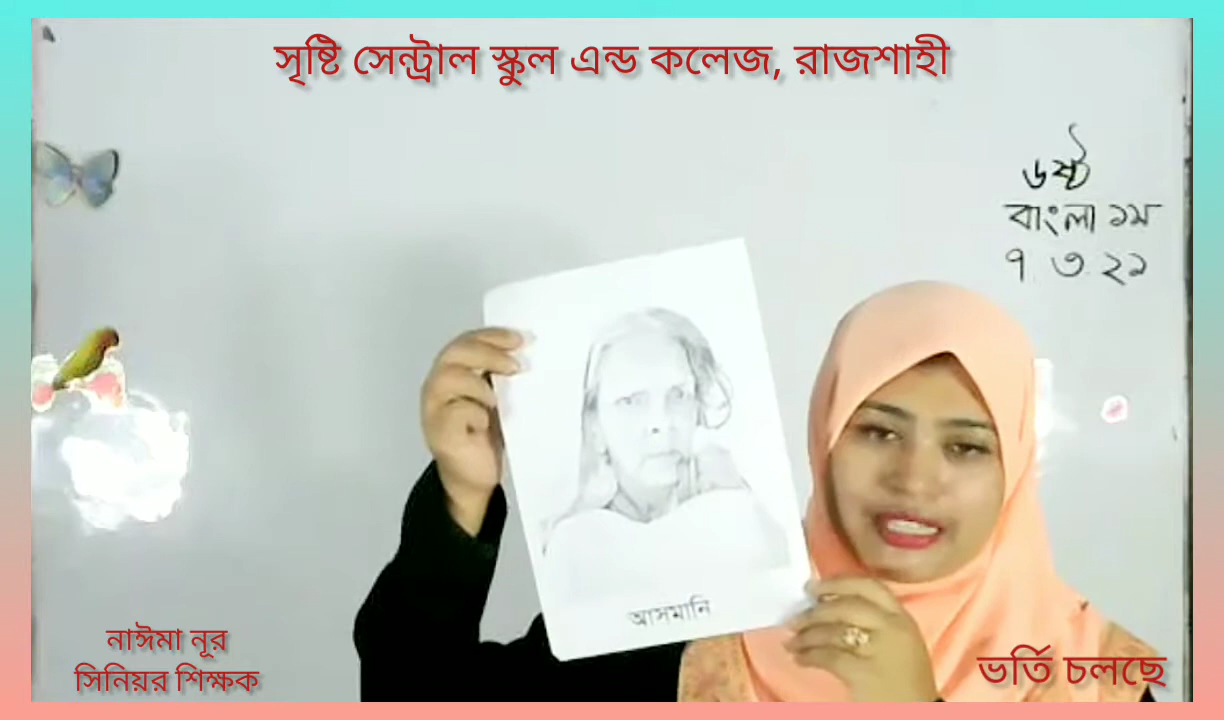 সৃষ্টি সেন্ট্রাল স্কুল এন্ড কলেজ, রাজশাহী
৬ষ্ঠ
বাংলা ১ম
৭ ৩ ২১
আসমানি
নাঈমা নূর
সিনিয়র শিক্ষক
ভর্তি চলছে